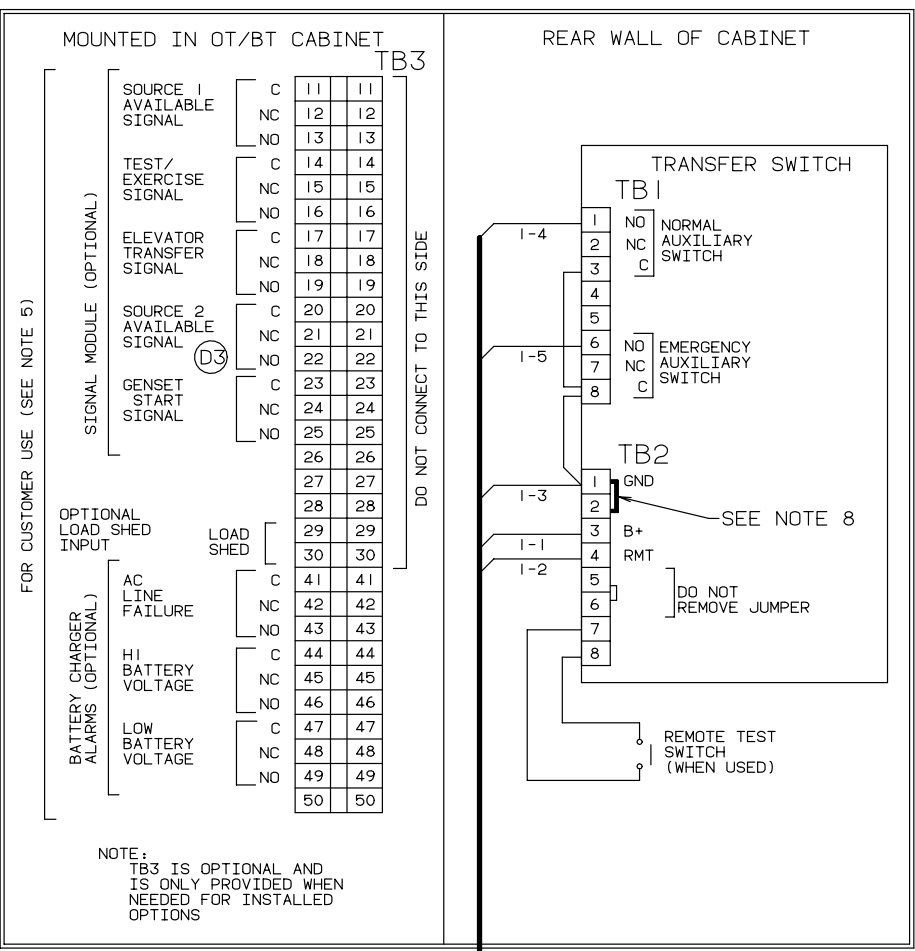 MOUNTED IN OT/BT CABINET
TB3
FOR CUSTOMER USE (SEE NOTE 5)
SIGNAL MODULE (OPTIONAL)
SOURCE 1
AVAILABLE
SIGNAL
C 11 11
NC 12 12
NO 13 13
TEST/
EXERCISE
SIGNAL
C 14 14
NC 15 15
NO 16 16
ELEVATOR
TRANSFER
SIGNAL
C 17 17
NC 18 18
NO 19 19
SOURCE 2
AVAILABLE
SIGNAL
D3
C 20 20
NC 21 21
NO 22 22
GENSET
START
SIGNAL
C 23 23
NC 24 24
NO 25 25
26 26
27 27
28 28
OPTIONAL
LOAD SHED
INPUT
LOAD
SHED
29 29
30 30
DO NOT CONNECT TO THIS SIDE
BATTERY CHARGER
ALARMS (OPTIONAL)
AC
LINE
FAILURE
C 41 41
NC 42 42
NO 43 43
HI
BATTERY
VOLTAGE
C 44 44
NC 45 45
NO 46 46
LOW
BATTERY
VOLTAGE
C 47 47
NC 48 48
NO 49 49
50 50
NOTE:
TB3 IS OPTIONAL AND
IS ONLY PROVIDED WHEN
NEEDED FOR INSTALLED
OPTIONS
REAR WALL OF CABINET
TRANSFER SWITCH
TB1
1 NO
2 NC
3 C
4
5
6 NO
7 NC
8 C
NORMAL
AUXILIARY
SWITCH
EMERGENCY
AUXILIARY
SWITCH
1-4
1-5
TB2
1 GND
2
3 B+
4 RMT
5
6
7
8
1-3
1-1
1-2
SEE NOTE 8
DO NOT
REMOVE JUMPER
REMOTE TEST
SWITCH
(WHEN USED)